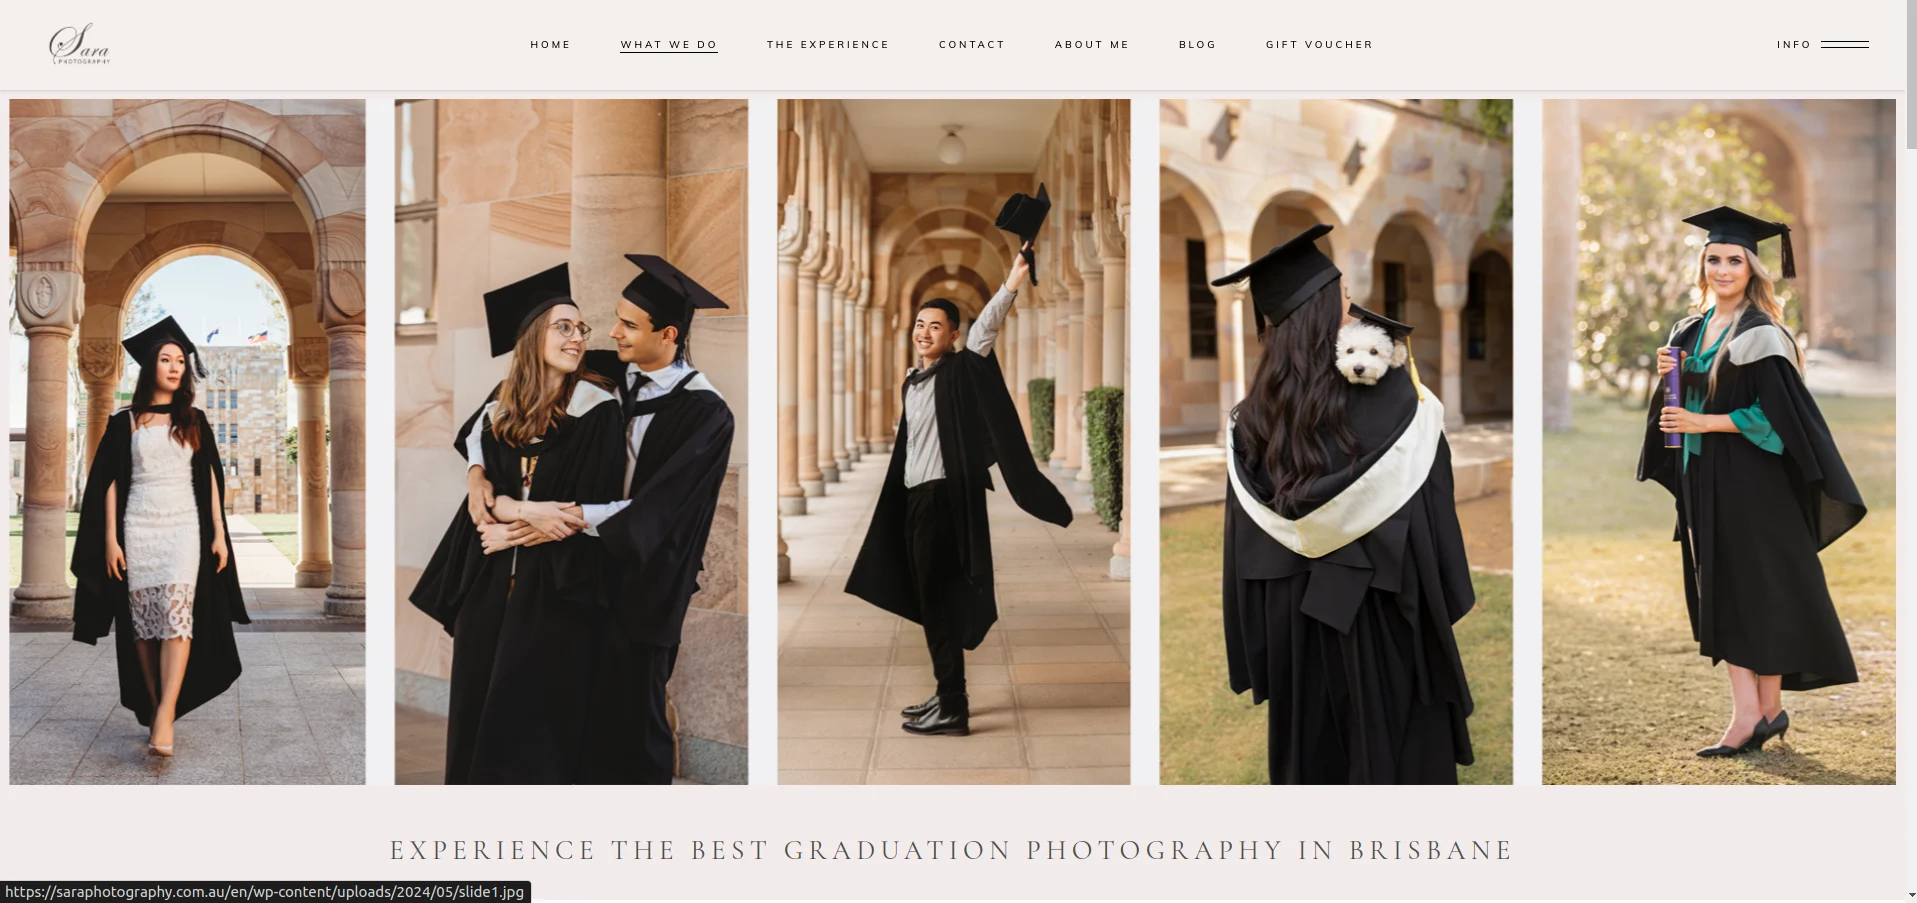 Sara
PHOTOGRAPHY
HOME
WHAT WE DO
THE EXPERIENCE
CONTACT
ABOUT ME
BLOG
GIFT VOUCHER
INFO
EXPERIENCE THE BEST GRADUATION PHOTOGRAPHY IN BRISBANE
https://saraphotography.com.au/en/wp-content/uploads/2024/05/slide1.jpg